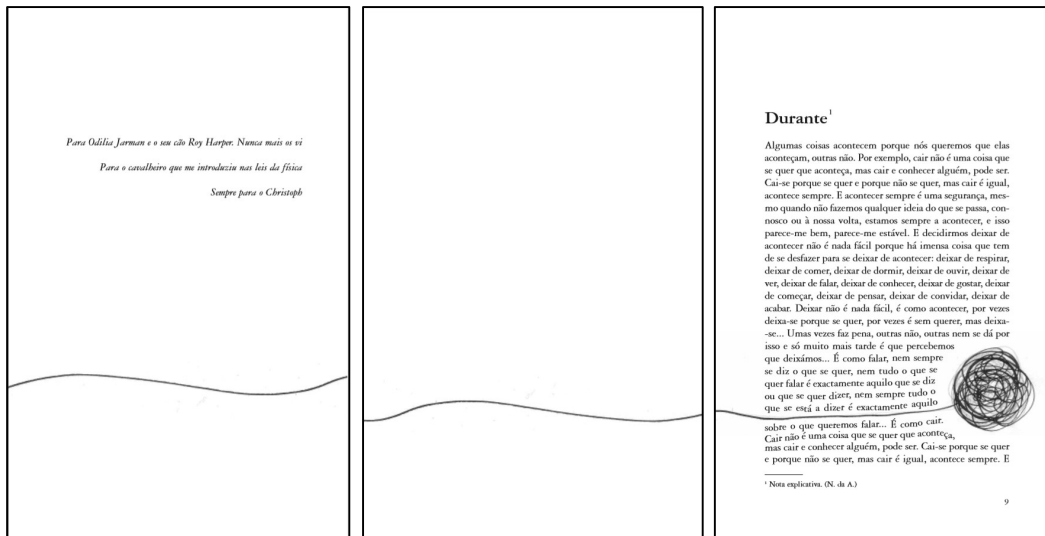 Para Odília Jarman e o seu cão Roy Harper. Nunca mais os vi
Para o cavalheiro que me introduziu nas leis da física
Sempre para o Christoph
Durante¹
Algumas coisas acontecem porque nós queremos que elas
aconteçam, outras não. Por exemplo, cair não é uma coisa que
se quer que aconteça, mas cair e conhecer alguém, pode ser.
Cai-se porque se quer e porque não se quer, mas cair é igual,
acontece sempre. E acontecer sempre é uma segurança, mes-
mo quando não fazemos qualquer ideia do que se passa, con-
nosco ou à nossa volta, estamos sempre a acontecer, e isso
parece-me bem, parece-me estável. E decidirmos deixar de
acontecer não é nada fácil porque há imensa coisa que tem
de se desfazer para se deixar de acontecer: deixar de respirar,
deixar de comer, deixar de dormir, deixar de ouvir, deixar de
ver, deixar de falar, deixar de conhecer, deixar de gostar, deixar
de começar, deixar de pensar, deixar de convidar, deixar de
acabar. Deixar não é nada fácil, é como acontecer, por vezes
deixa-se porque se quer, por vezes é sem querer, mas deixa-
-se... Umas vezes faz pena, outras não, outras nem se dá por
isso e só muito mais tarde é que percebemos
que deixámos... É como falar, nem sempre
se diz o que se quer, nem tudo o que se
quer falar é exactamente aquilo que se diz
ou que se quer dizer, nem sempre tudo o
que se está a dizer é exactamente aquilo
sobre o que queremos falar... É como cair.
Cair não é uma coisa que se quer que aconteça,
mas cair e conhecer alguém, pode ser. Cai-se porque se quer
e porque não se quer, mas cair é igual, acontece sempre. E
¹ Nota explicativa. (N. da A.)
9